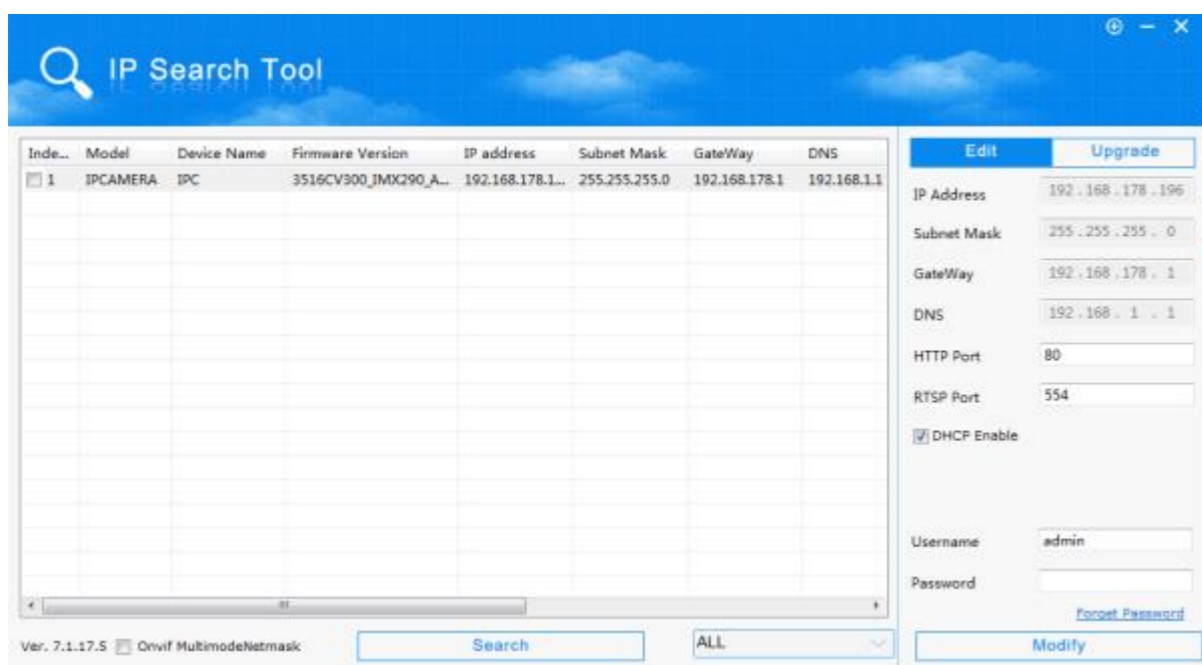 IP Search Tool
Inde... Model Device Name Firmware Version IP address Subnet Mask GateWay DNS
1 IPCAMERA IPC 3516CV300_IMX290_A... 192.168.178.1... 255.255.255.0 192.168.178.1 192.168.1.1
Edit Upgrade
IP Address 192 . 168 . 178 . 196
Subnet Mask 255 . 255 . 255 . 0
GateWay 192 . 168 . 178 . 1
DNS 192 . 168 . 1 . 1
HTTP Port 80
RTSP Port 554
DHCP Enable
Username admin
Password
Forget Password
Ver. 7.1.17.5 Onvif MultimodeNetmask Search ALL Modify